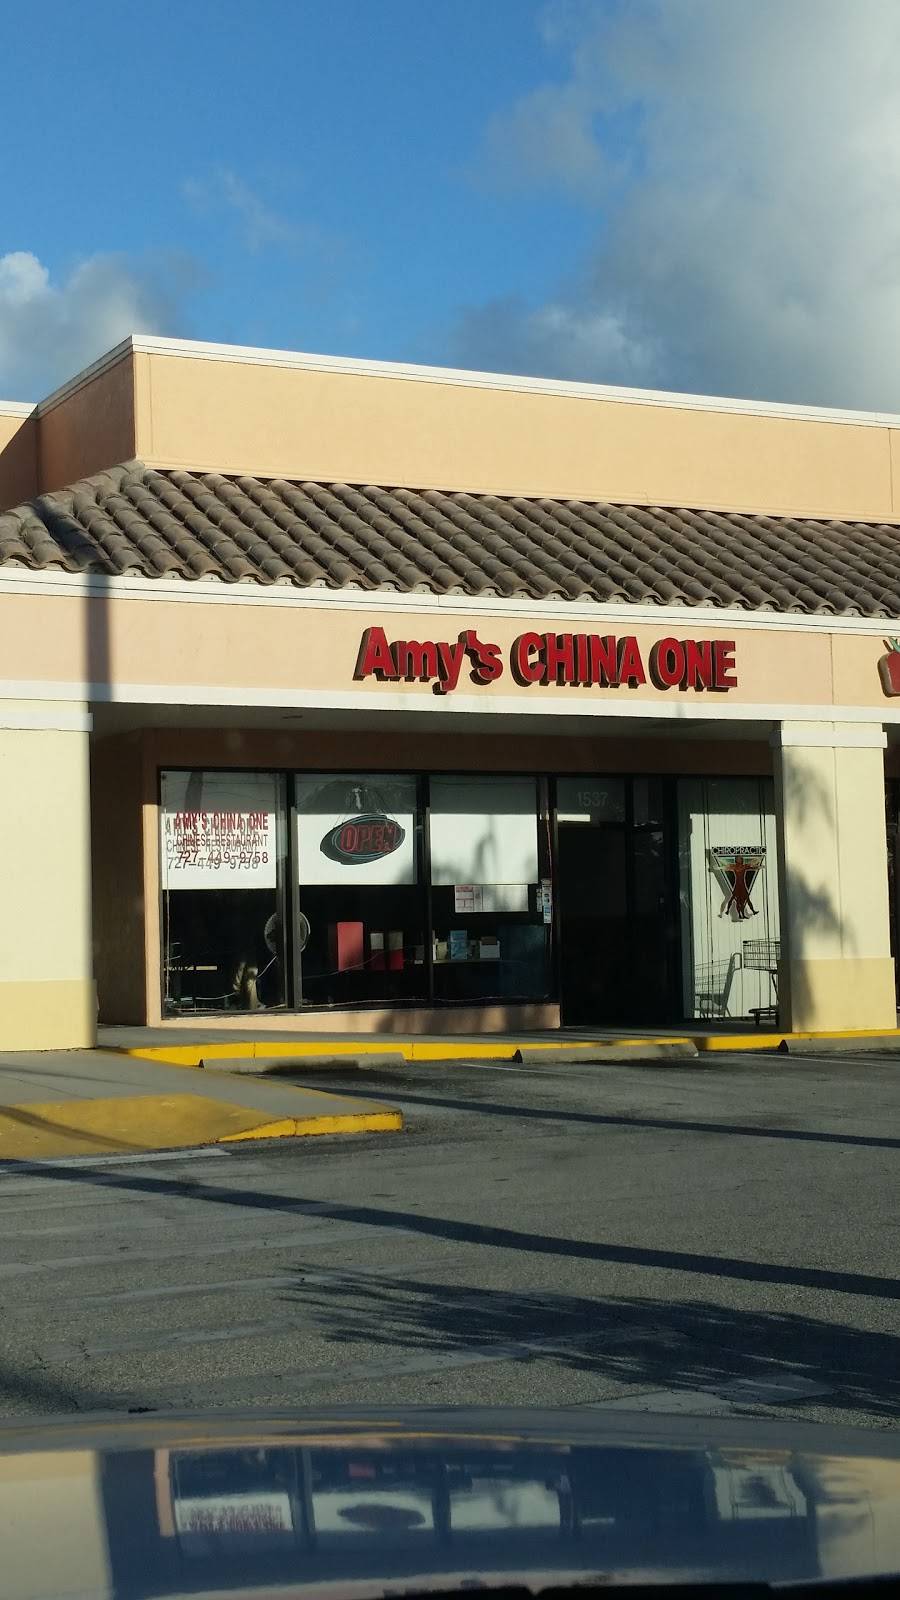 Amy's CHINA ONE
AMY'S CHINA ONE
CHINESE RESTAURANT
727-449-9758
OPEN
1537
CHIROPRACTIC